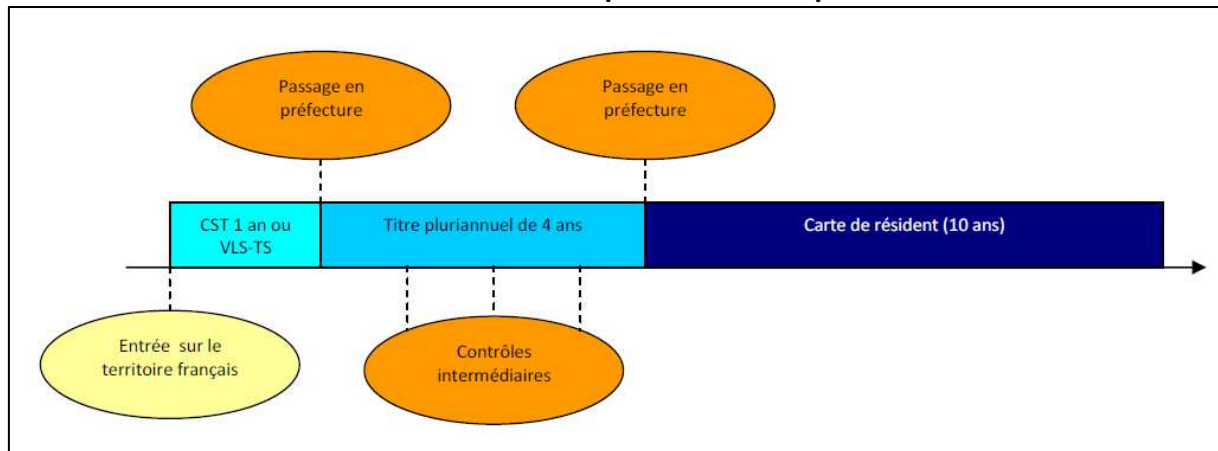 Passage en
préfecture
Passage en
préfecture
CST 1 an ou
VLS-TS
Titre pluriannuel de 4 ans
Carte de résident (10 ans)
Entrée sur le
territoire français
Contrôles
intermédiaires